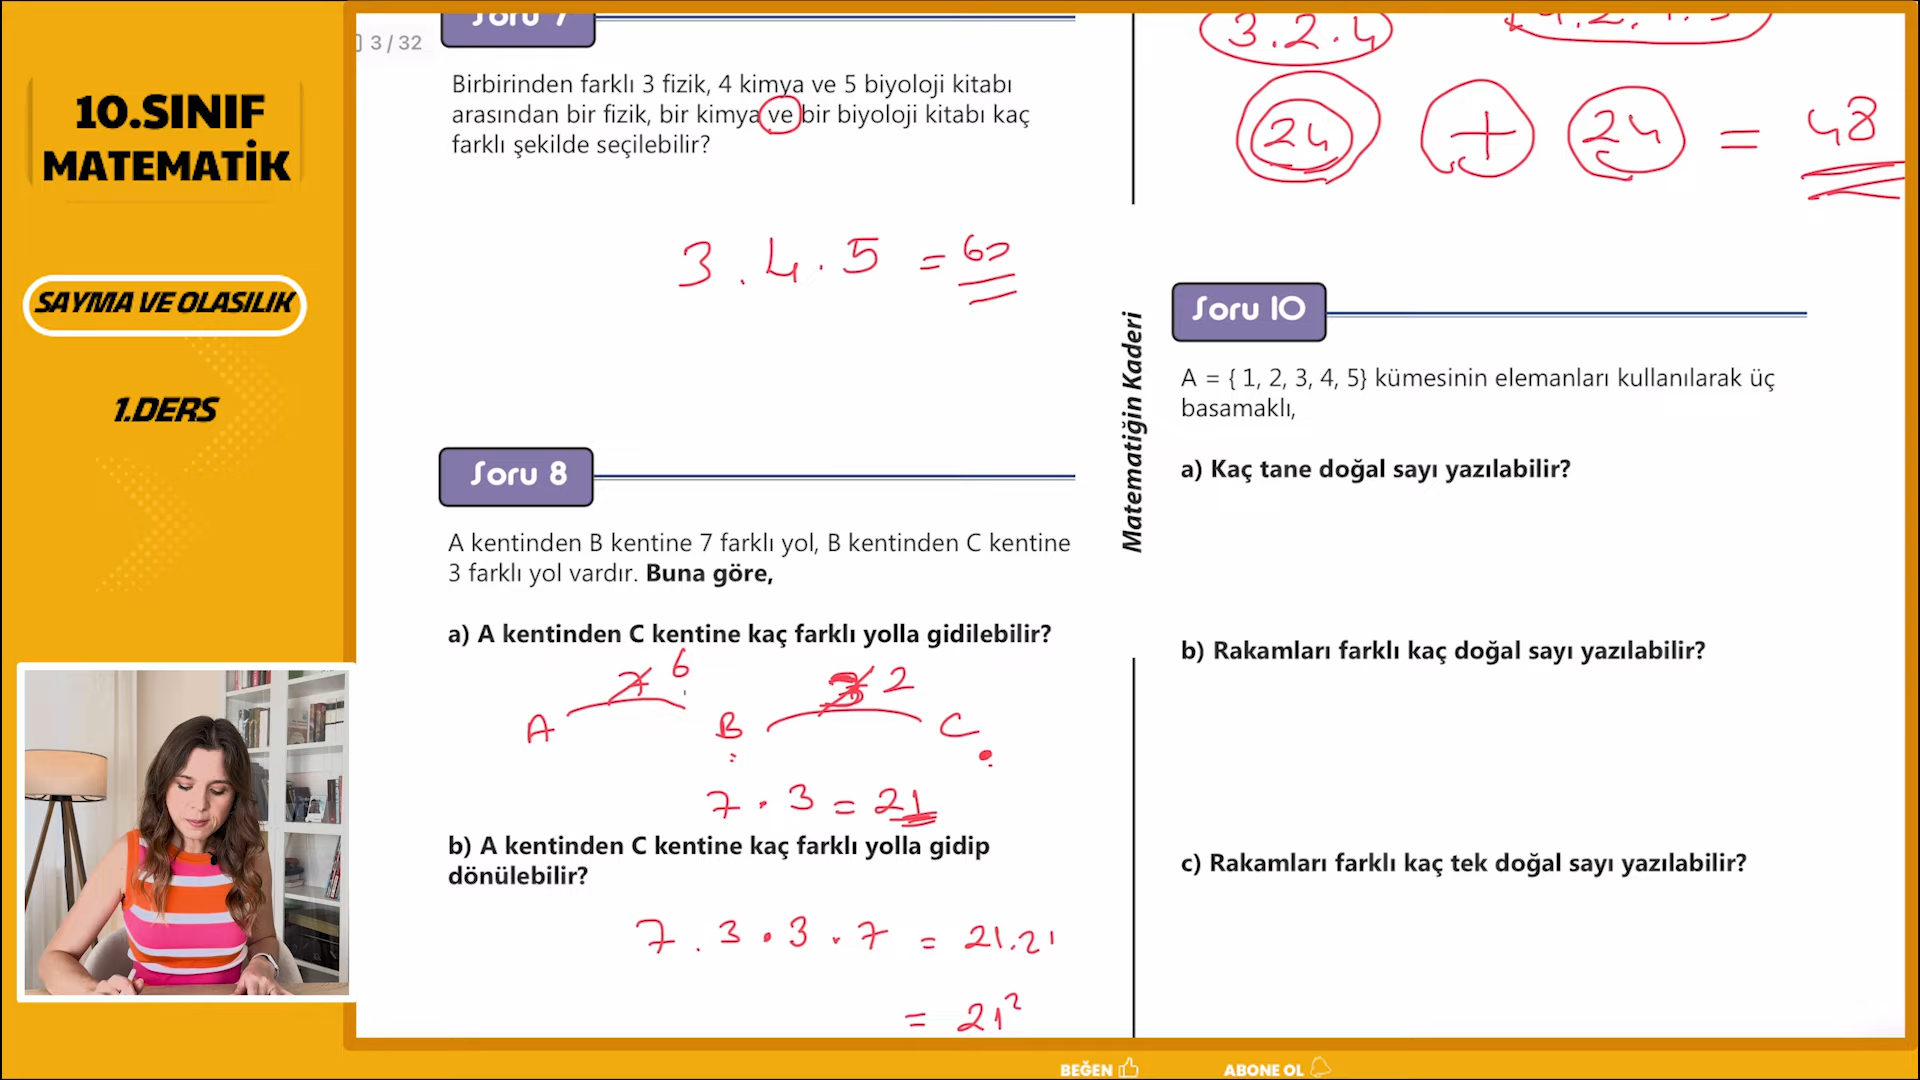 10.SINIF
MATEMATİK
SAYMA VE OLASILIK
1.DERS
3 / 32
Soru 7
Birbirinden farklı 3 fizik, 4 kimya ve 5 biyoloji kitabı
arasından bir fizik, bir kimya ve bir biyoloji kitabı kaç
farklı şekilde seçilebilir?
3 . 4 . 5 = 60
Soru 8
A kentinden B kentine 7 farklı yol, B kentinden C kentine
3 farklı yol vardır. Buna göre,
a) A kentinden C kentine kaç farklı yolla gidilebilir?
7 6 3 2
A B C
7 . 3 = 21
b) A kentinden C kentine kaç farklı yolla gidip
dönülebilir?
7 . 3 . 3 . 7 = 21.21
= 21²
Matematiğin Kaderi
3.2.4
24 + 24 = 48
Soru 10
A = { 1, 2, 3, 4, 5} kümesinin elemanları kullanılarak üç
basamaklı,
a) Kaç tane doğal sayı yazılabilir?
b) Rakamları farklı kaç doğal sayı yazılabilir?
c) Rakamları farklı kaç tek doğal sayı yazılabilir?
BEĞEN
ABONE OL